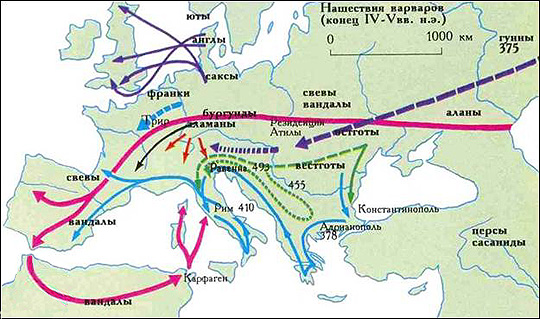 Нашествия варваров
(конец IV-Vвв. н.э.)
0 1000 км
гунны
375
юты
англы
саксы
франки
Трир
бургунды
аламаны
свевы
вандалы
Резиденция
Атилы
остготы
аланы
вестготы
Равенна 493
455
свевы
вандалы
Рим 410
Константинополь
Адрианополь
378
персы
сасаниды
Карфаген
вандалы